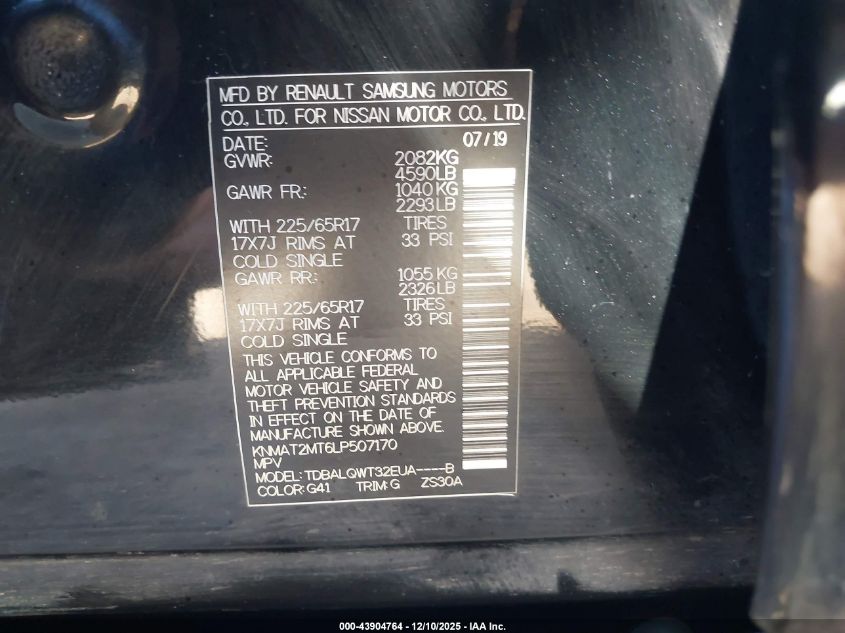 MFD BY RENAULT SAMSUNG MOTORS
CO., LTD. FOR NISSAN MOTOR CO., LTD.
DATE: 07/19
GVWR: 2082KG
4590LB
GAWR FR.: 1040KG
2293LB
WITH 225/65R17 TIRES
17X7J RIMS AT 33 PSI
COLD SINGLE
GAWR RR.: 1055KG
2326LB
WITH 225/65R17 TIRES
17X7J RIMS AT 33 PSI
COLD SINGLE
THIS VEHICLE CONFORMS TO
ALL APPLICABLE FEDERAL
MOTOR VEHICLE SAFETY AND
THEFT PREVENTION STANDARDS
IN EFFECT ON THE DATE OF
MANUFACTURE SHOWN ABOVE.
KNMAT2MT6LP507170
MPV
MODEL: TDBALQWT32EUA----B
COLOR: G41 TRIM: G ZS30A
000-43904764 - 12/10/2025 - IAA Inc.